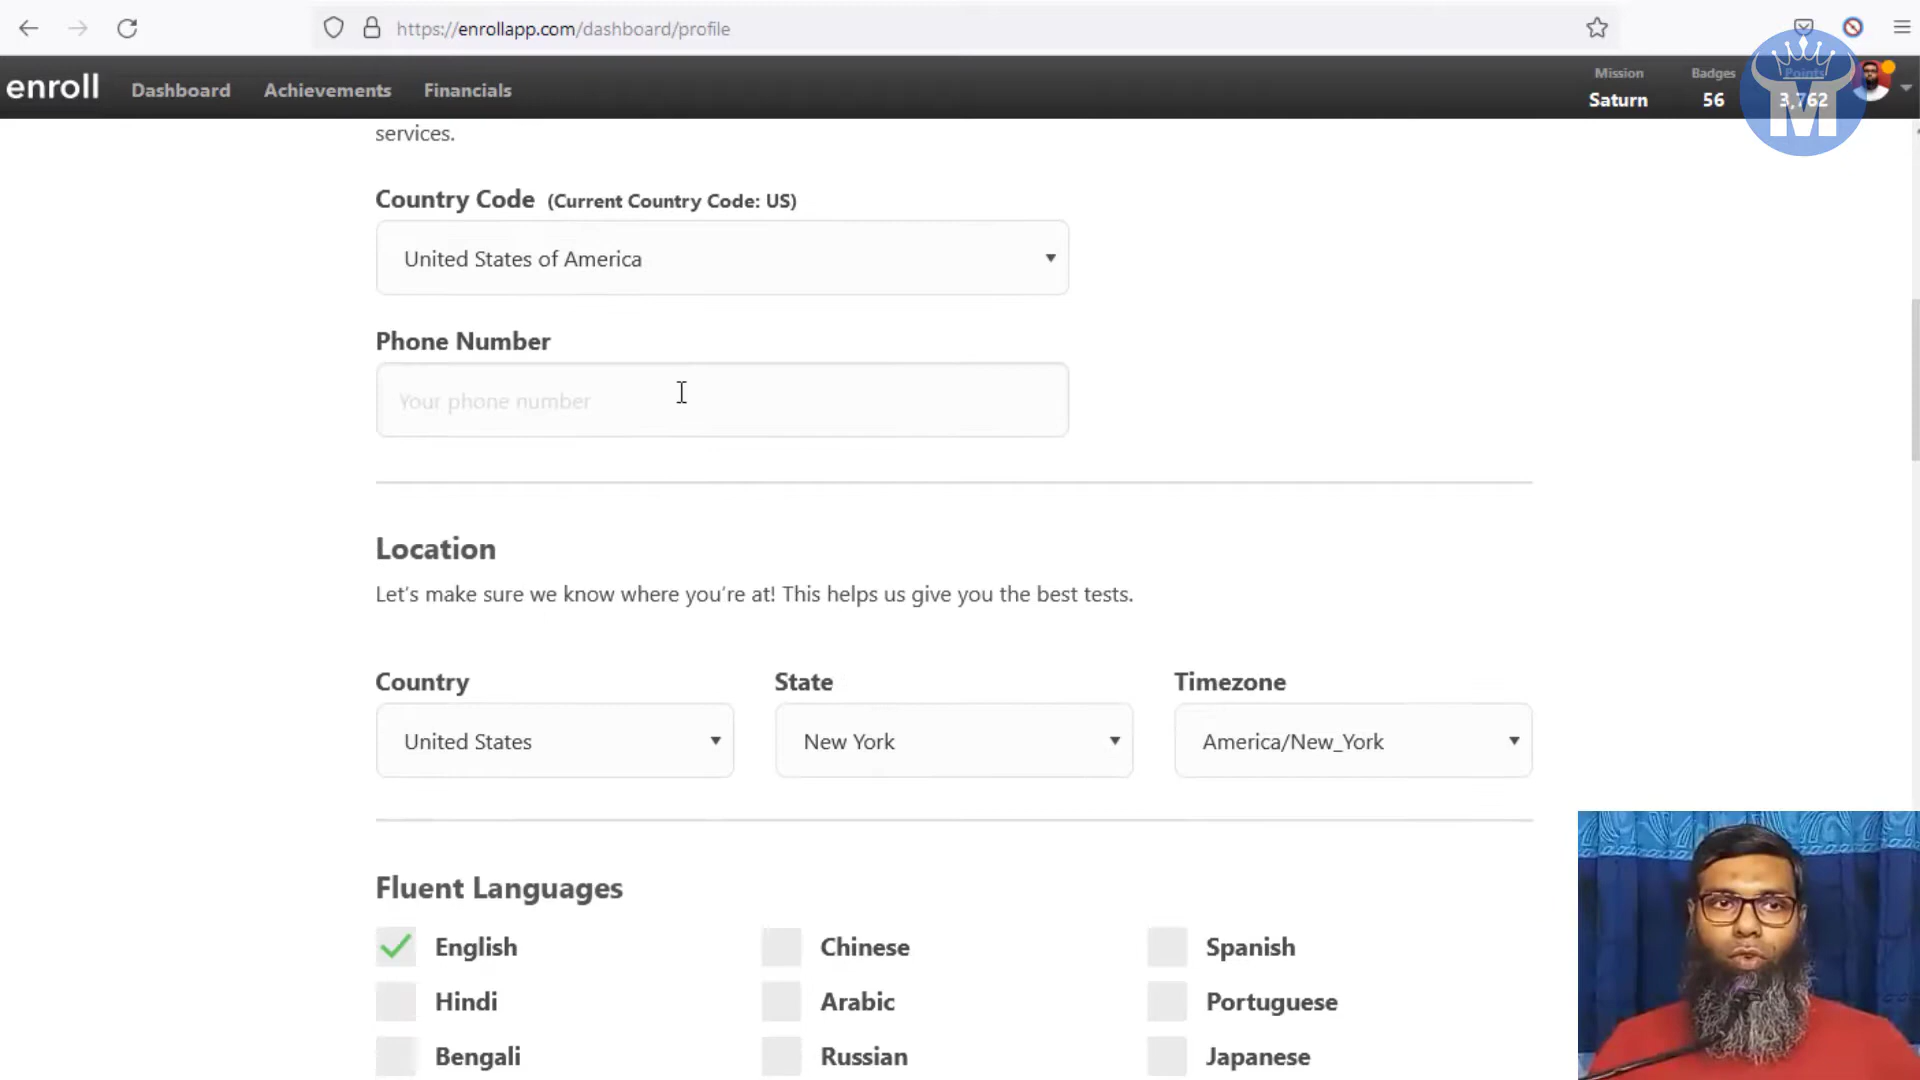 https://enrollapp.com/dashboard/profile
enroll Dashboard Achievements Financials
Mission Badges Points
Saturn 56 3,762
M
services.
Country Code (Current Country Code: US)
United States of America
Phone Number
Your phone number
Location
Let's make sure we know where you're at! This helps us give you the best tests.
Country State Timezone
United States New York America/New_York
Fluent Languages
English Chinese Spanish
Hindi Arabic Portuguese
Bengali Russian Japanese